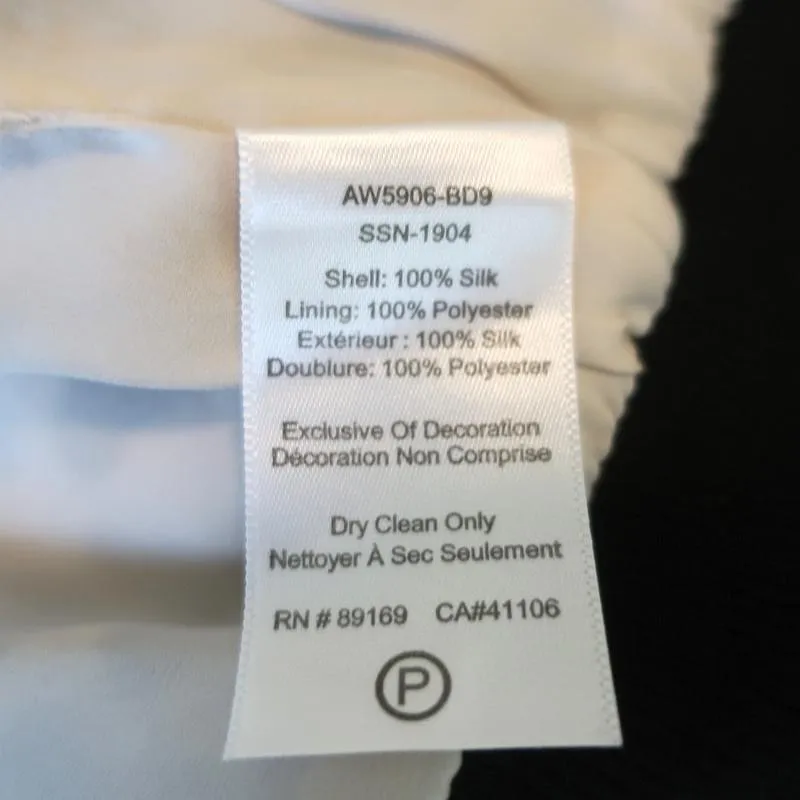 AW5906-BD9
SSN-1904
Shell: 100% Silk
Lining: 100% Polyester
Extérieur : 100% Silk
Doublure: 100% Polyester
Exclusive Of Decoration
Décoration Non Comprise
Dry Clean Only
Nettoyer À Sec Seulement
RN # 89169 CA#41106
P